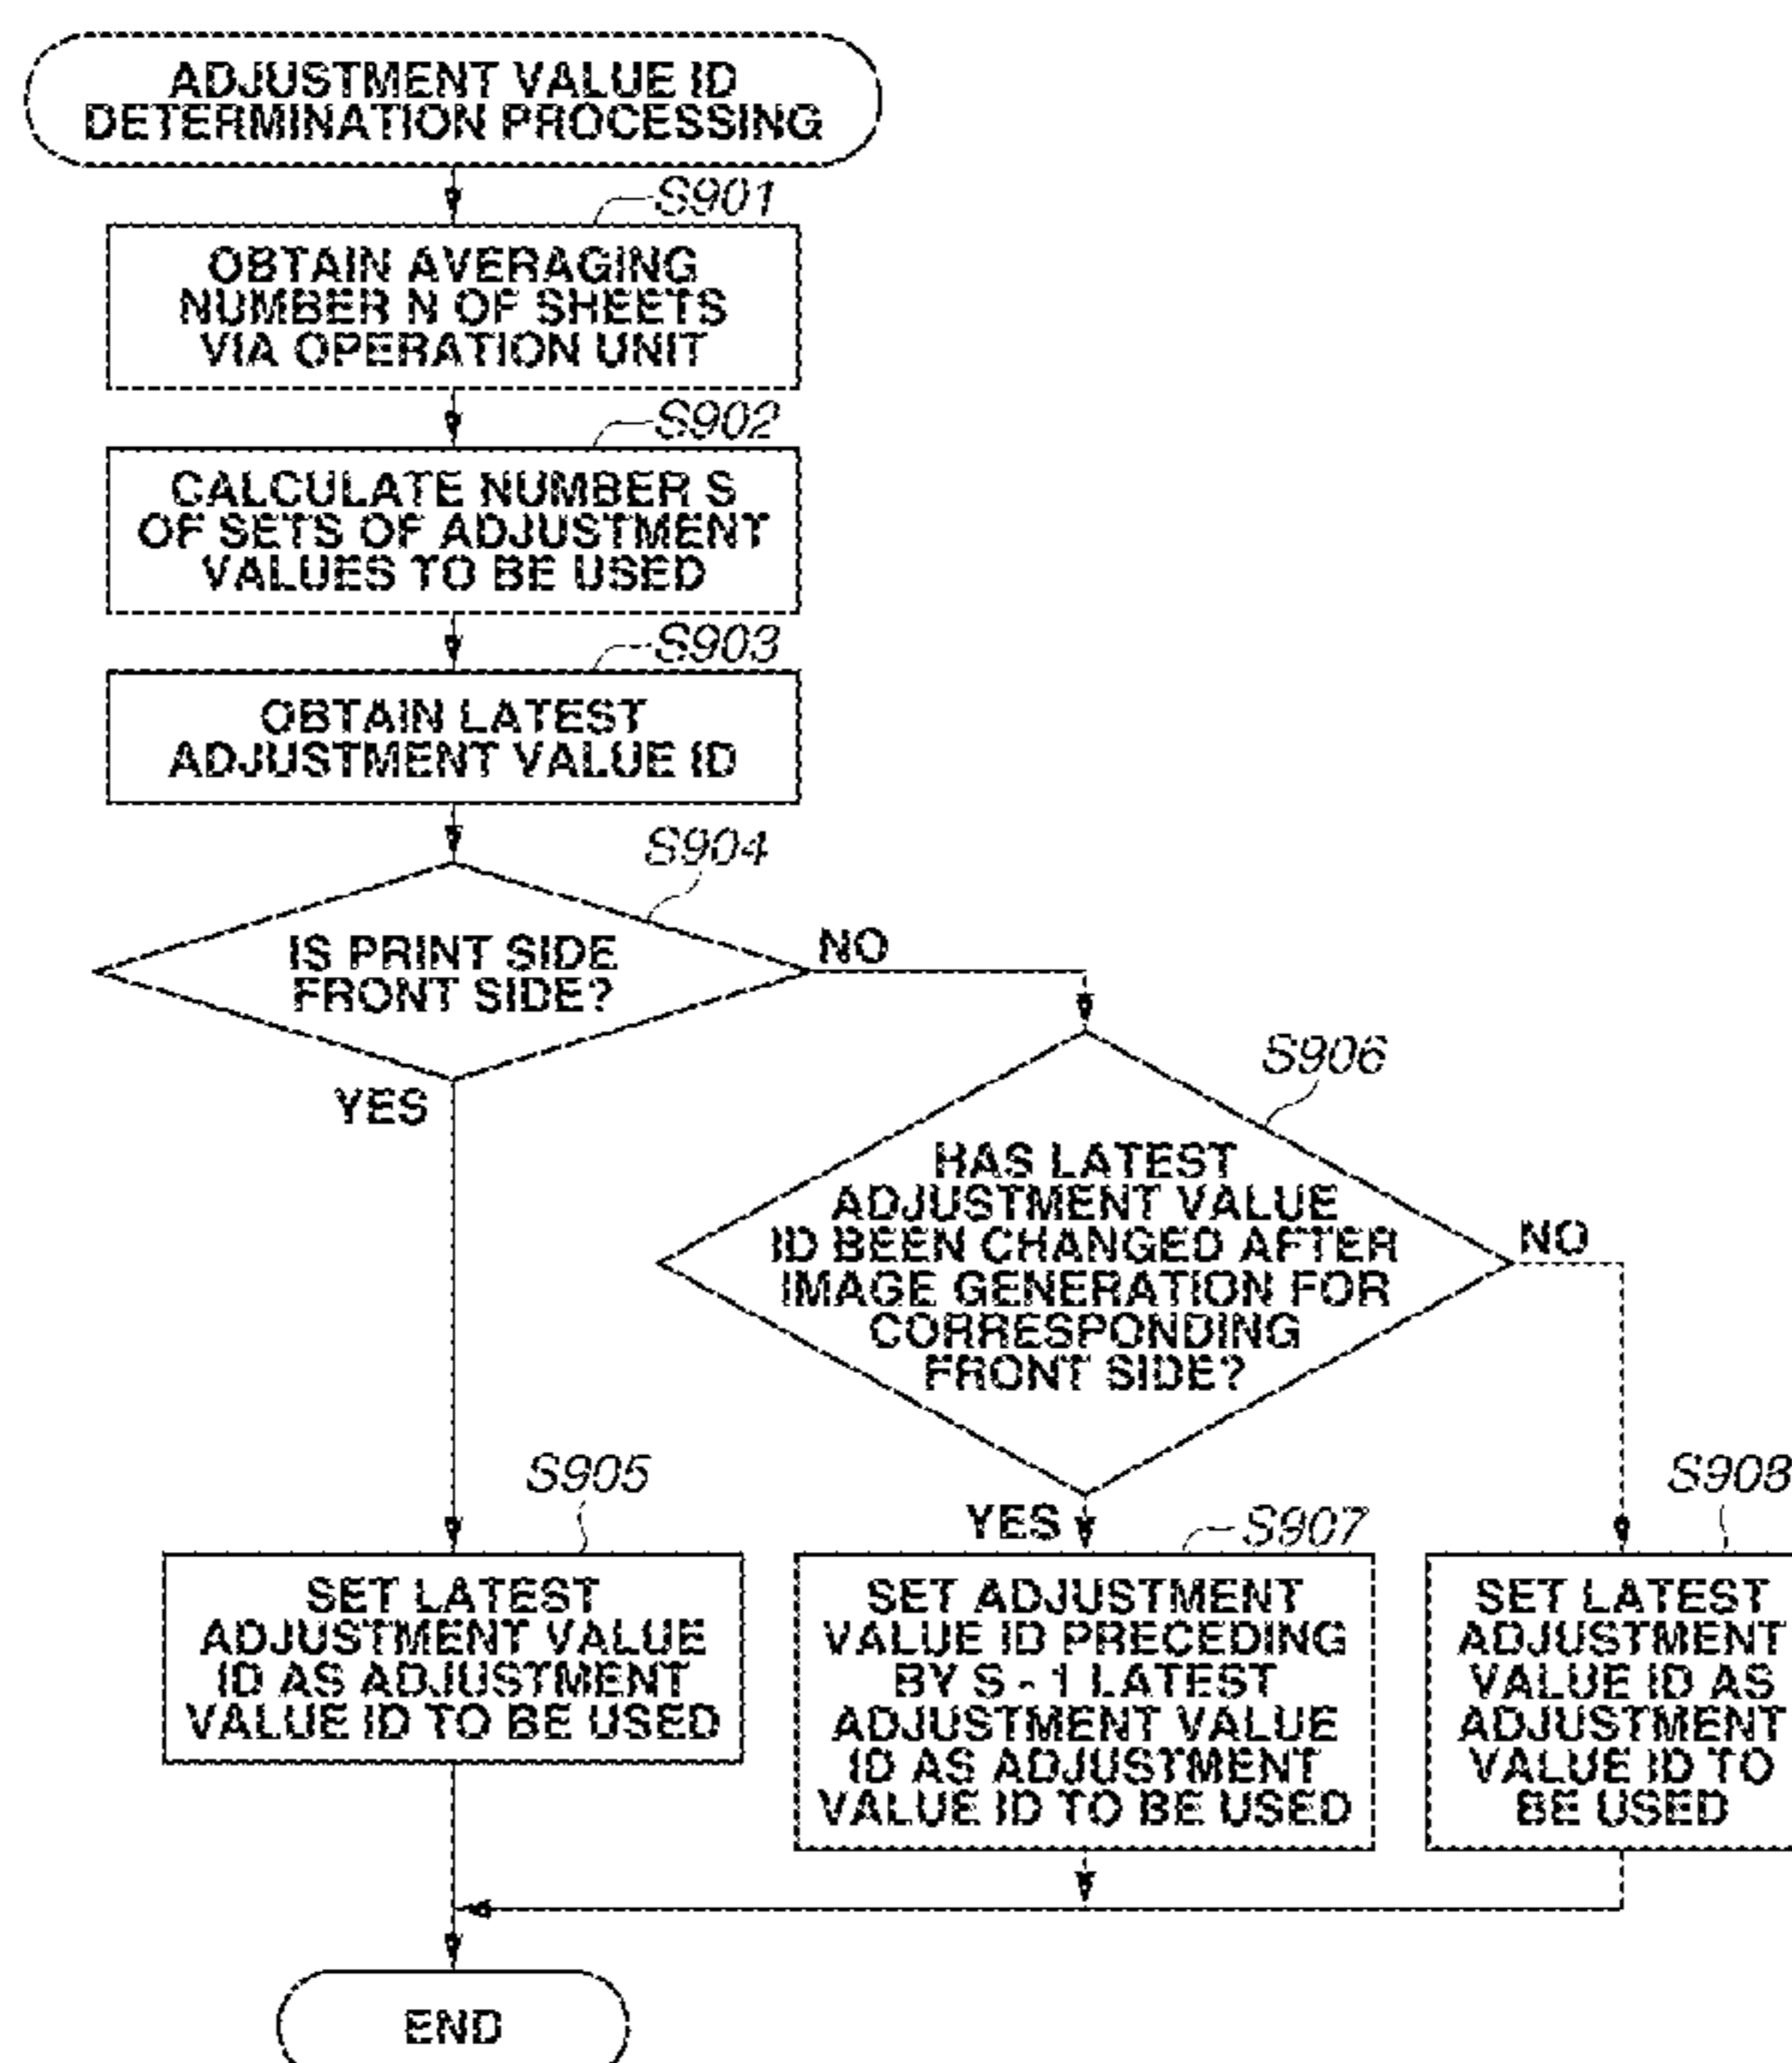 ADJUSTMENT VALUE ID
DETERMINATION PROCESSING
S901
OBTAIN AVERAGING
NUMBER N OF SHEETS
VIA OPERATION UNIT
S902
CALCULATE NUMBER S
OF SETS OF ADJUSTMENT
VALUES TO BE USED
S903
OBTAIN LATEST
ADJUSTMENT VALUE ID
S904
IS PRINT SIDE
FRONT SIDE?
NO
YES
S906
HAS LATEST
ADJUSTMENT VALUE
ID BEEN CHANGED AFTER
IMAGE GENERATION FOR
CORRESPONDING
FRONT SIDE?
NO
YES
S905
SET LATEST
ADJUSTMENT VALUE
ID AS ADJUSTMENT
VALUE ID TO BE USED
S907
SET ADJUSTMENT
VALUE ID PRECEDING
BY S - 1 LATEST
ADJUSTMENT VALUE
ID AS ADJUSTMENT
VALUE ID TO BE USED
S908
SET LATEST
ADJUSTMENT
VALUE ID AS
ADJUSTMENT
VALUE ID TO
BE USED
END